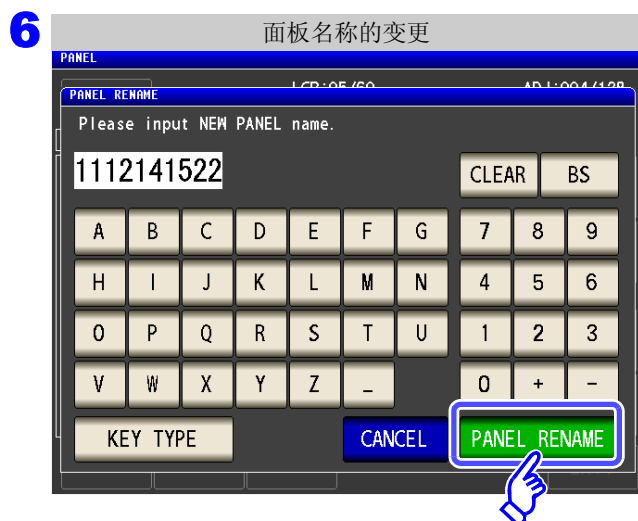 6
面板名称的变更
PANEL
PANEL RENAME
Please input NEW PANEL name.
1112141522
CLEAR BS
A B C D E F G 7 8 9
H I J K L M N 4 5 6
O P Q R S T U 1 2 3
V W X Y Z _ 0 + -
KEY TYPE CANCEL PANEL RENAME